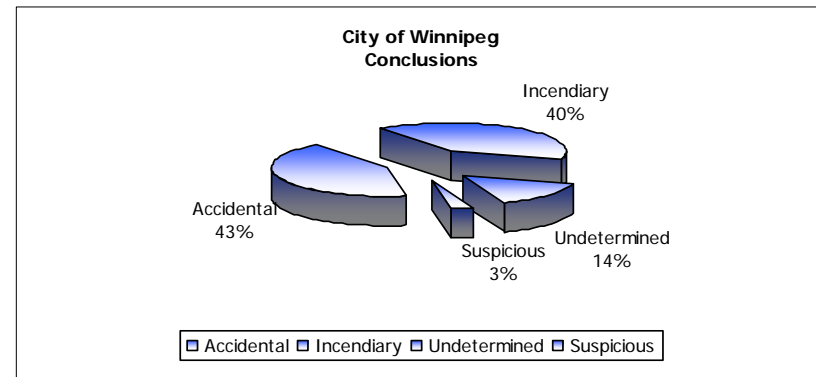 City of Winnipeg
Conclusions
Incendiary
40%
Accidental
43%
Undetermined
14%
Suspicious
3%
Accidental Incendiary Undetermined Suspicious